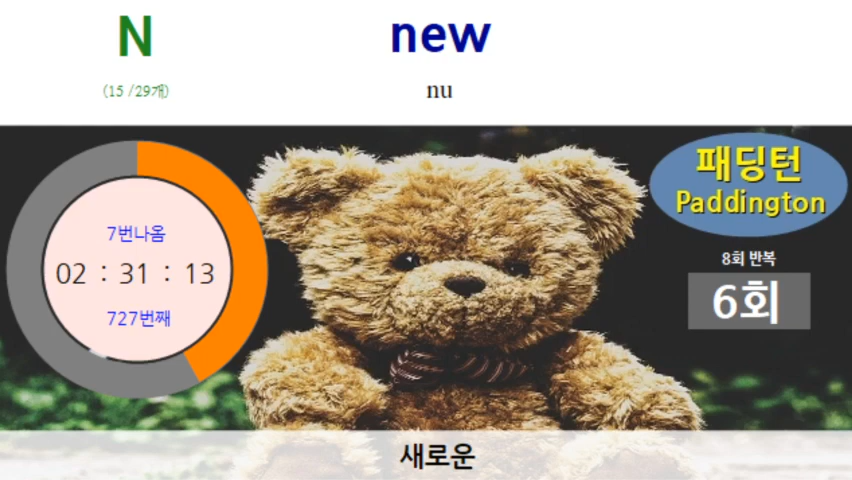 N
(15 /29개)
new
nu
7번나옴
02 : 31 : 13
727번째
패딩턴
Paddington
8회 반복
6회
새로운